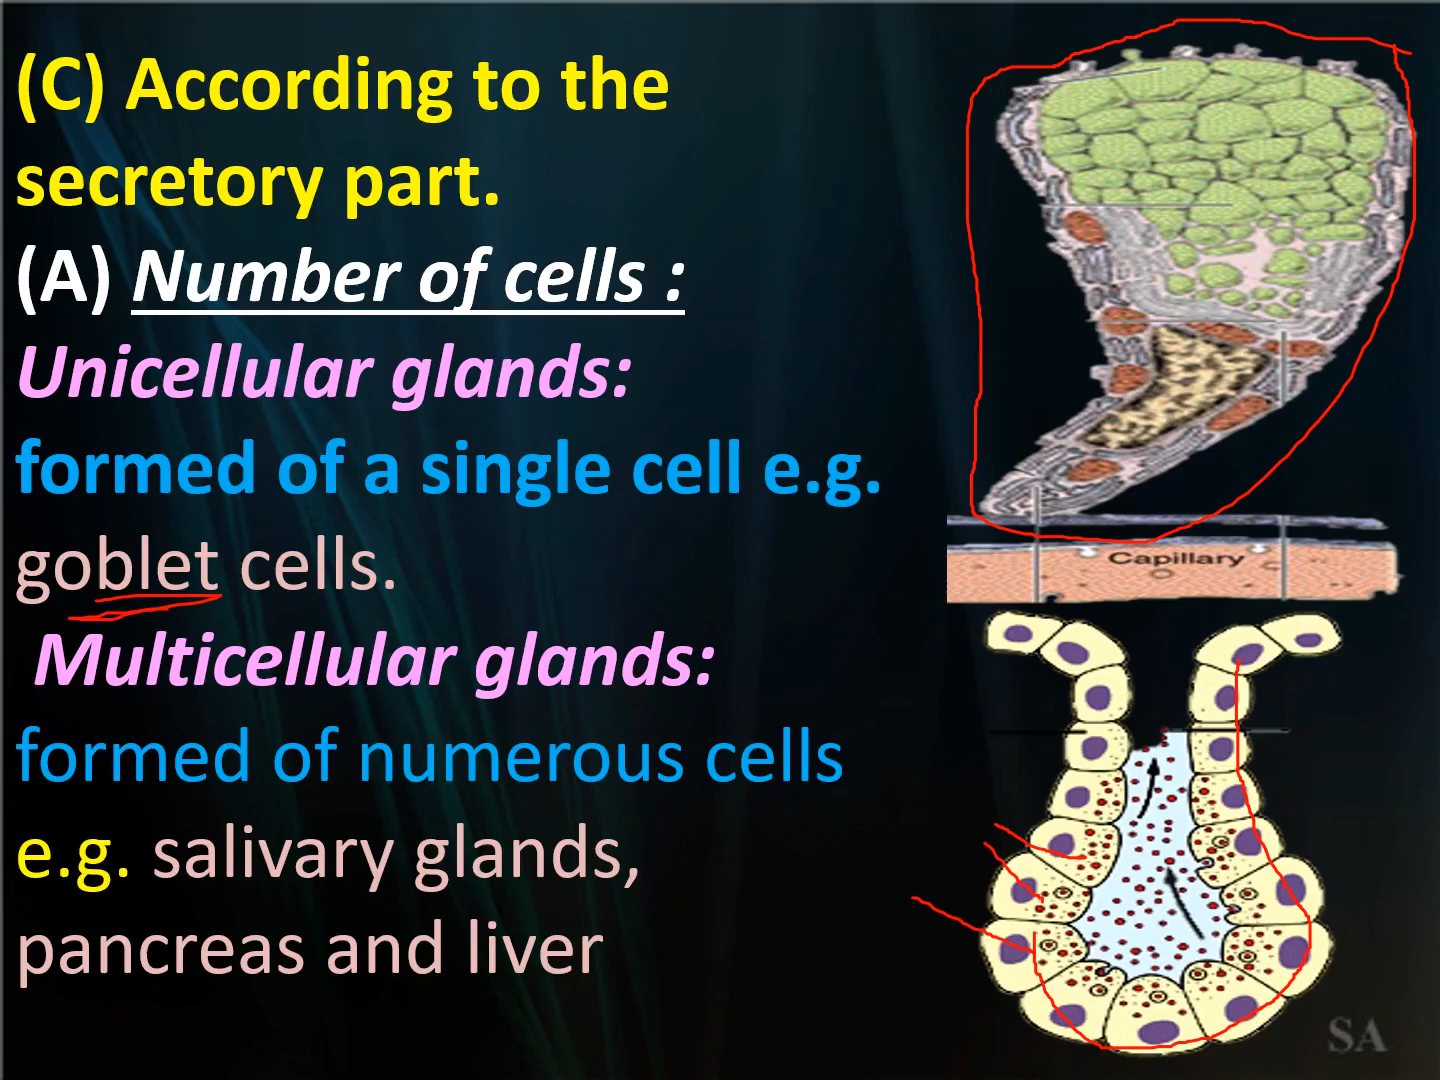 (C) According to the
secretory part.
(A) Number of cells :
Unicellular glands:
formed of a single cell e.g.
goblet cells.
Multicellular glands:
formed of numerous cells
e.g. salivary glands,
pancreas and liver
Capillary
SA